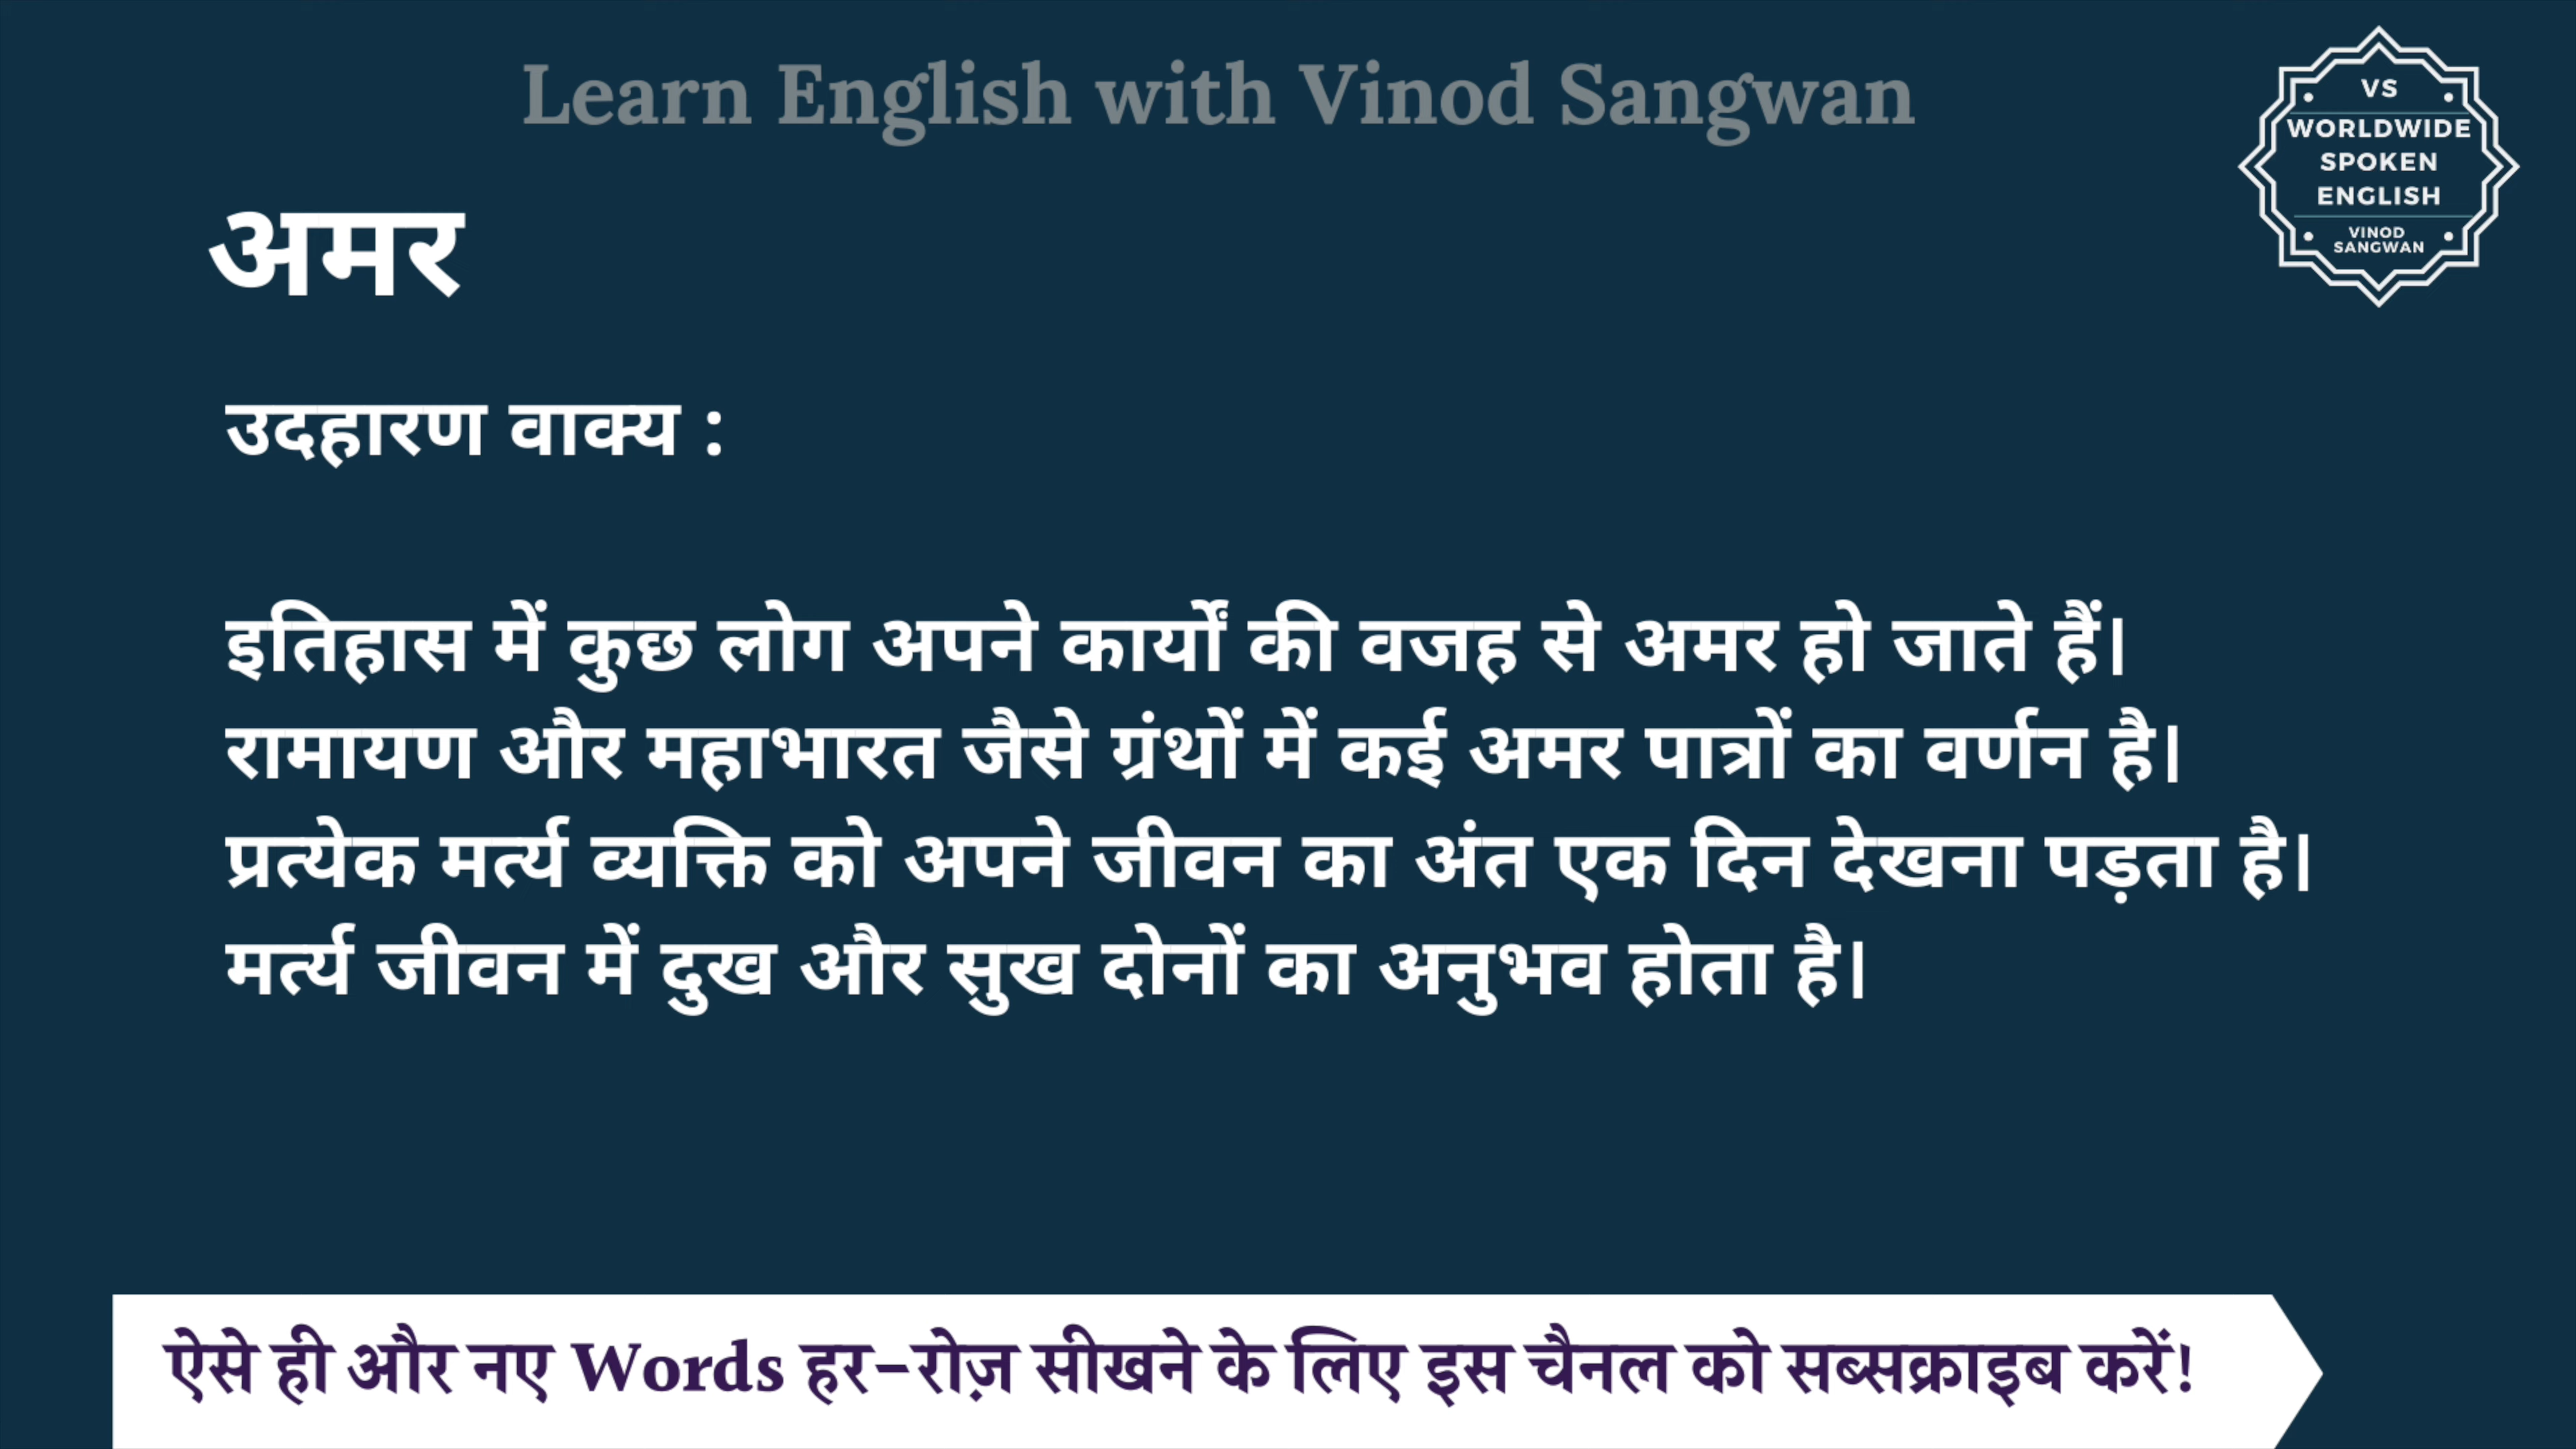 Learn English with Vinod Sangwan
VS
WORLDWIDE
SPOKEN
ENGLISH
VINOD
SANGWAN
अमर
उदहारण वाक्य :
इतिहास में कुछ लोग अपने कार्यों की वजह से अमर हो जाते हैं।
रामायण और महाभारत जैसे ग्रंथों में कई अमर पात्रों का वर्णन है।
प्रत्येक मर्त्य व्यक्ति को अपने जीवन का अंत एक दिन देखना पड़ता है।
मर्त्य जीवन में दुख और सुख दोनों का अनुभव होता है।
ऐसे ही और नए Words हर-रोज़ सीखने के लिए इस चैनल को सब्सक्राइब करें!